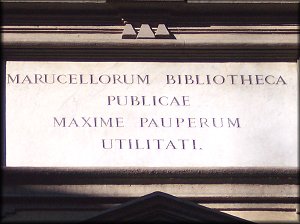 MARUCELLORUM BIBLIOTHECA
PUBLICAE
MAXIME PAUPERUM
UTILITATI.